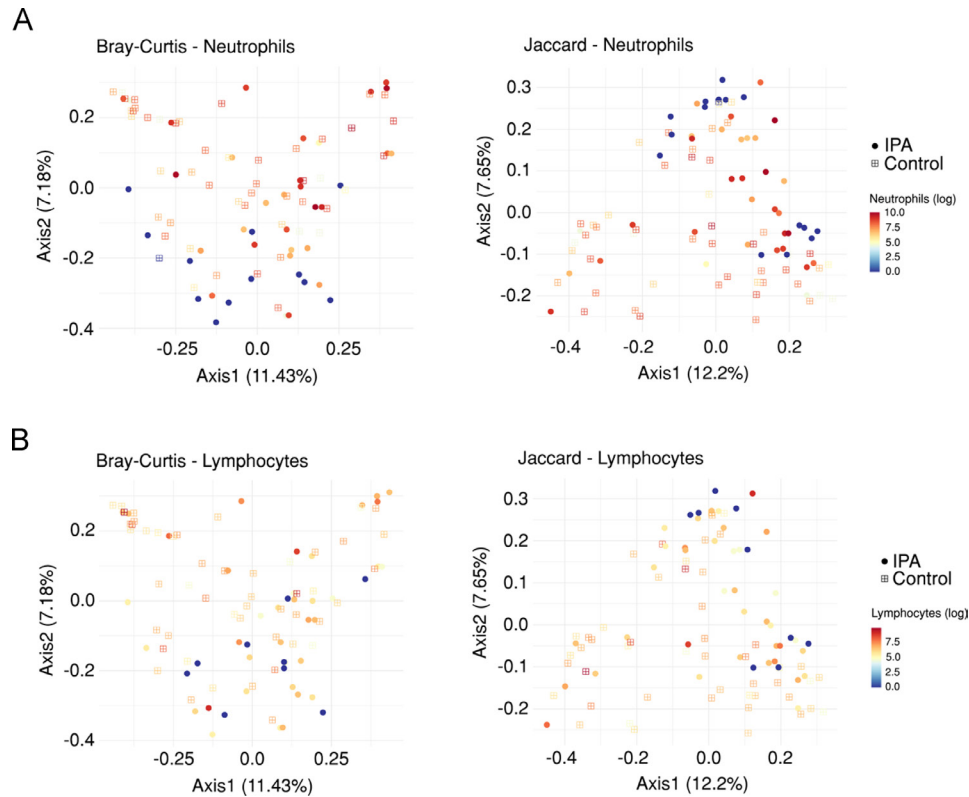 A
Bray-Curtis - Neutrophils
Axis2 (7.18%)
0.2
0.0
-0.2
-0.4
-0.25
0.0
0.25
Axis1 (11.43%)
Jaccard - Neutrophils
Axis2 (7.65%)
0.3
0.2
0.1
0.0
-0.1
-0.2
-0.4
-0.2
0.0
0.2
Axis1 (12.2%)
IPA
Control
Neutrophils (log)
10.0
7.5
5.0
2.5
0.0
B
Bray-Curtis - Lymphocytes
Axis2 (7.18%)
0.2
0.0
-0.2
-0.4
-0.25
0.0
0.25
Axis1 (11.43%)
Jaccard - Lymphocytes
Axis2 (7.65%)
0.3
0.2
0.1
0.0
-0.1
-0.2
-0.4
-0.2
0.0
0.2
Axis1 (12.2%)
IPA
Control
Lymphocytes (log)
7.5
5.0
2.5
0.0